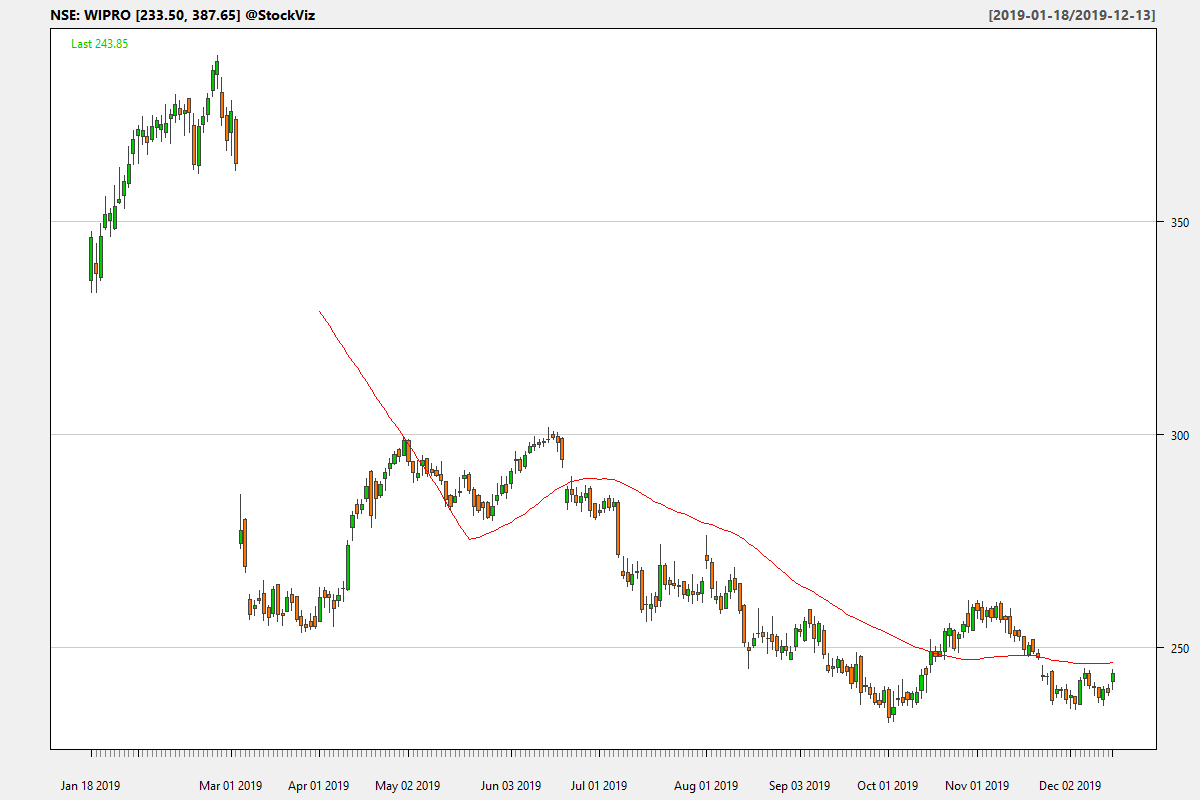 NSE: WIPRO [233.50, 387.65] @StockViz
[2019-01-18/2019-12-13]
Last 243.85
350
300
250
Jan 18 2019 Mar 01 2019 Apr 01 2019 May 02 2019 Jun 03 2019 Jul 01 2019 Aug 01 2019 Sep 03 2019 Oct 01 2019 Nov 01 2019 Dec 02 2019